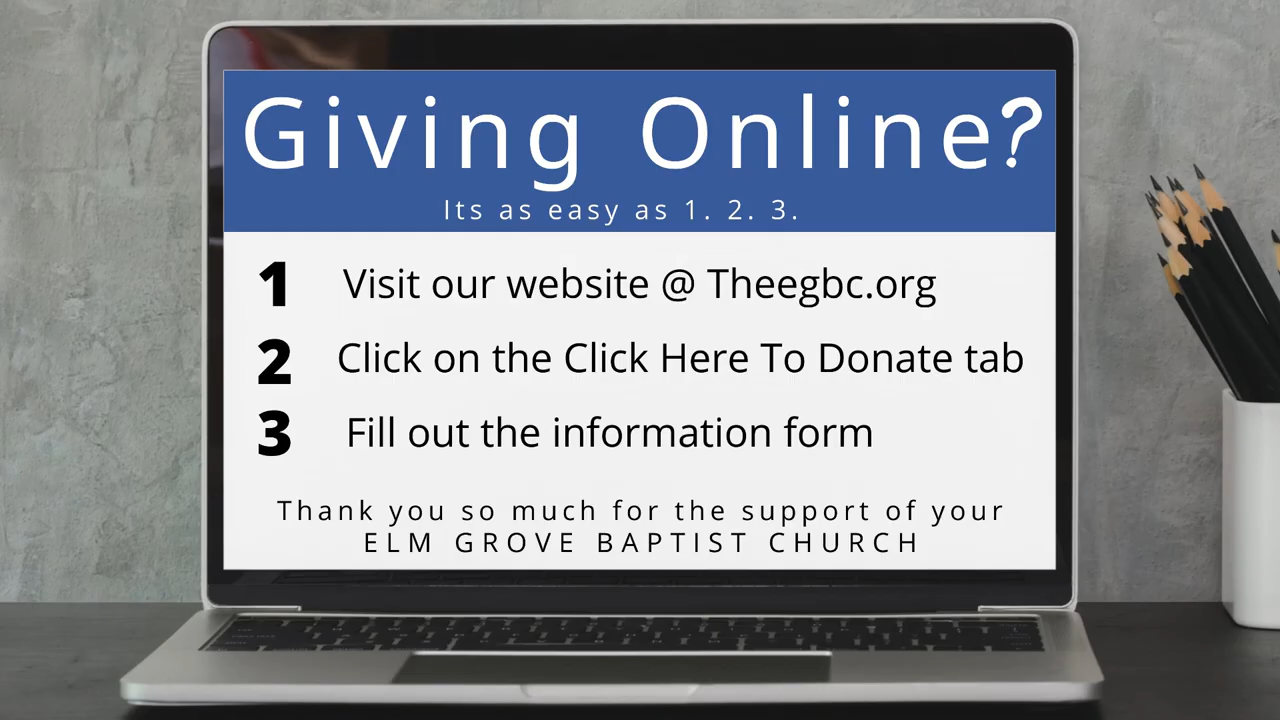 Giving Online?
Its as easy as 1. 2. 3.
1 Visit our website @ Theegbc.org
2 Click on the Click Here To Donate tab
3 Fill out the information form
Thank you so much for the support of your
ELM GROVE BAPTIST CHURCH